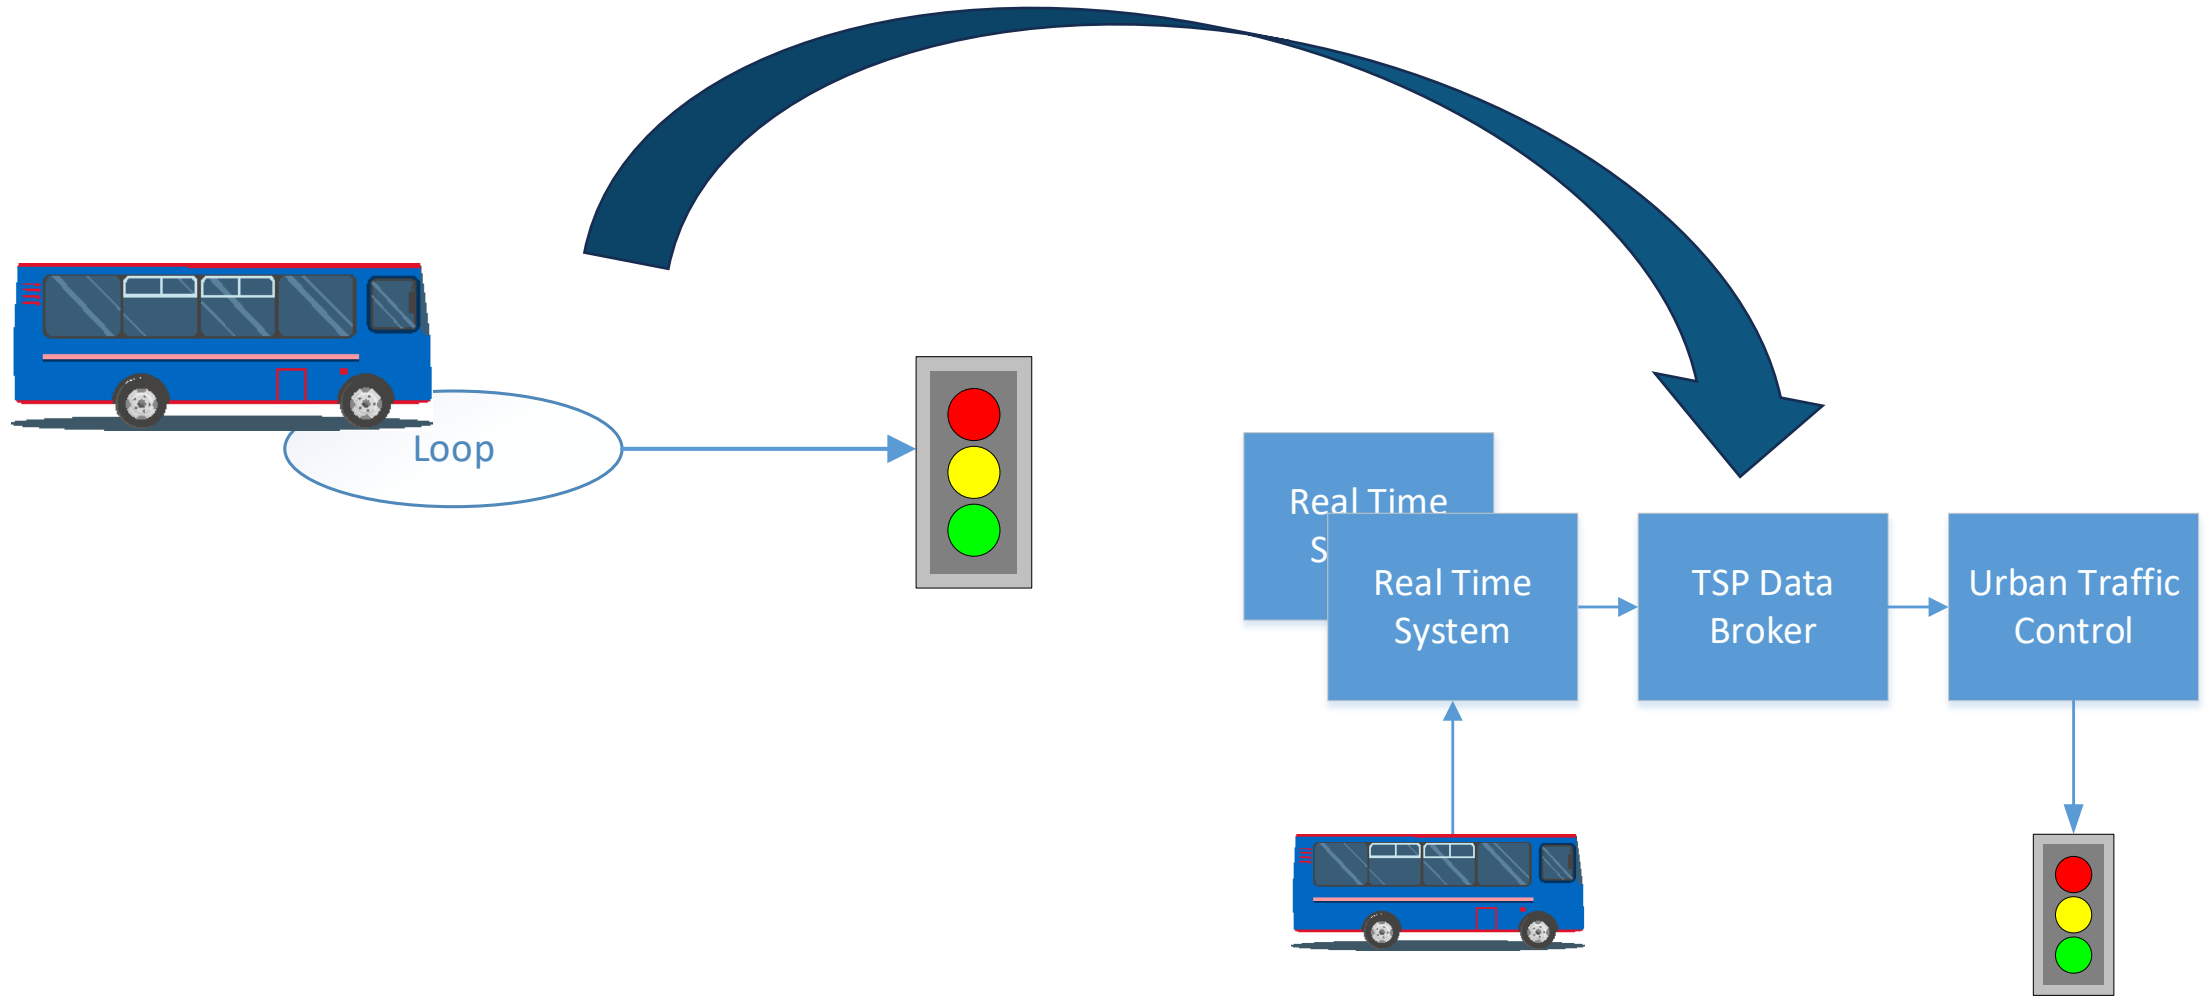 Loop
Real Time
Real Time
System
TSP Data
Broker
Urban Traffic
Control